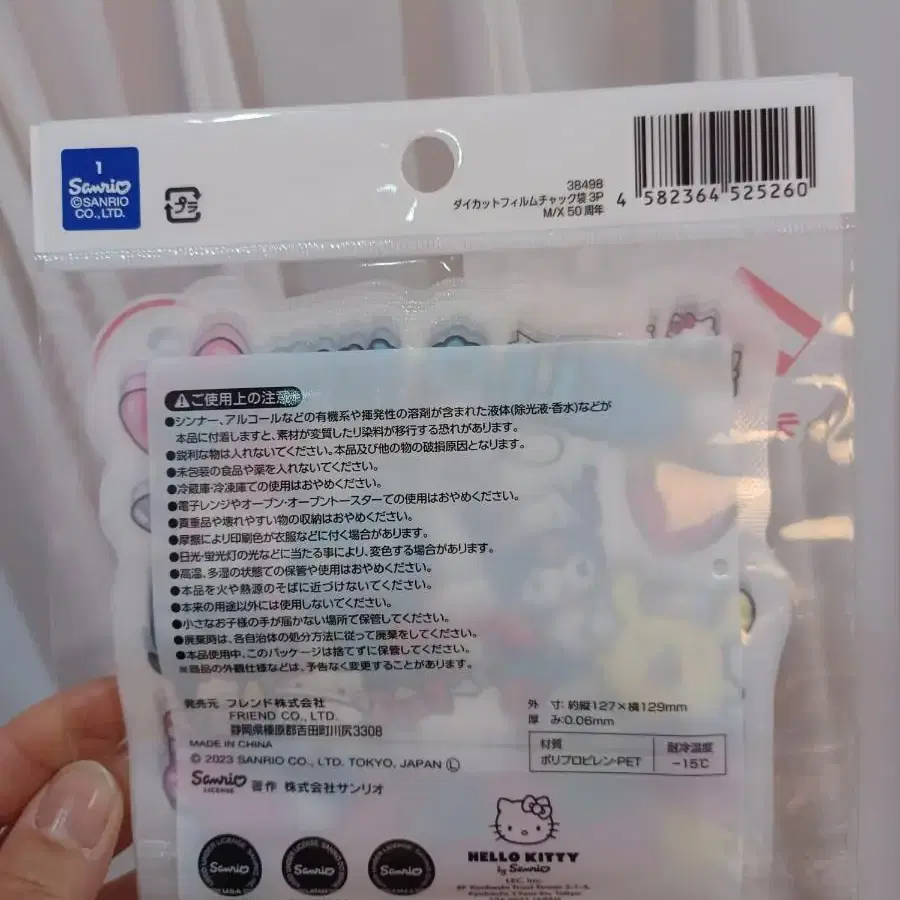 1
Sanrio
©SANRIO
CO., LTD.
プラ
38498
ダイカットフィルムチャック袋 3P
M/X 50周年
4 582364 525260
ご使用上の注意
●シンナー、アルコールなどの有機系や揮発性の溶剤が含まれた液体(除光液・香水)などが
本品に付着しますと、素材が変質したり染料が移行する恐れがあります。
●鋭利な物は入れないでください。本品及び他の物の破損原因となります。
●未包装の食品や薬を入れないでください。
●冷蔵庫・冷凍庫での使用はおやめください。
●電子レンジやオーブン・オーブントースターでの使用はおやめください。
●貴重品や壊れやすい物の収納はおやめください。
●摩擦により印刷色が衣服などに付く場合があります。
●日光・蛍光灯の光などに当たる事により、変色する場合があります。
●高温、多湿の状態での保管や使用はおやめください。
●本品を火や熱源のそばに近づけないでください。
●本来の用途以外には使用しないでください。
●小さなお子様の手が届かない場所で保管してください。
●廃棄時は、各自治体の処分方法に従って廃棄をしてください。
●本品使用中、このパッケージは捨てずに保管してください。
※商品の外観仕様などは、予告なく変更することがあります。
発売元 フレンド株式会社
FRIEND CO., LTD.
静岡県榛原郡吉田町川尻3308
MADE IN CHINA
© 2023 SANRIO CO., LTD. TOKYO, JAPAN Ⓛ
Sanrio
LICENSE
著作 株式会社サンリオ
外 寸:約縦127×横129mm
厚 み:0.06mm
材質
ポリプロピレン・PET
耐冷温度
-15℃
Sanrio
Sanrio
Sanrio
HELLO KITTY
by Sanrio